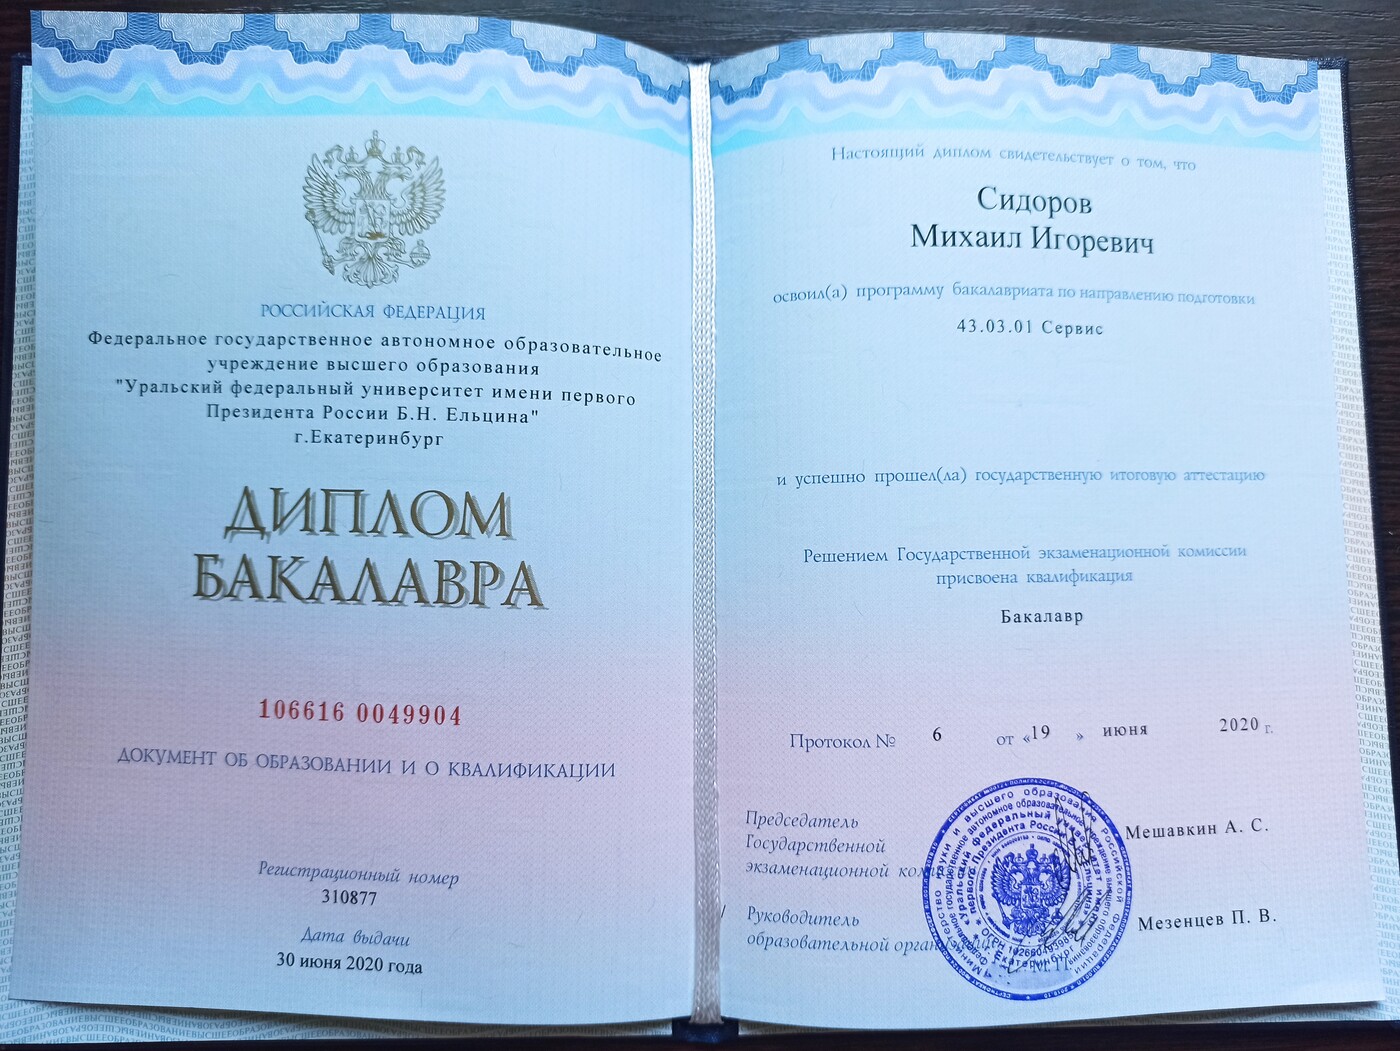 РОССИЙСКАЯ ФЕДЕРАЦИЯ
Федеральное государственное автономное образовательное
учреждение высшего образования
"Уральский федеральный университет имени первого
Президента России Б.Н. Ельцина"
г.Екатеринбург
ДИПЛОМ
БАКАЛАВРА
106616 0049904
ДОКУМЕНТ ОБ ОБРАЗОВАНИИ И О КВАЛИФИКАЦИИ
Регистрационный номер
310877
Дата выдачи
30 июня 2020 года
Настоящий диплом свидетельствует о том, что
Сидоров
Михаил Игоревич
освоил(а) программу бакалавриата по направлению подготовки
43.03.01 Сервис
и успешно прошел(ла) государственную итоговую аттестацию
Решением Государственной экзаменационной комиссии
присвоена квалификация
Бакалавр
Протокол № 6 от «19 » июня 2020 г.
Председатель
Государственной
экзаменационной
Мешавкин А. С.
Руководитель
образовательной
Мезенцев П. В.
М.П.